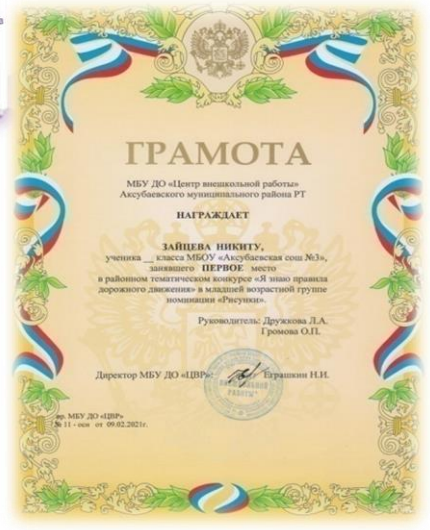 ГРАМОТА
МБУ ДО «Центр внешкольной работы»
Аксубаевского муниципального района РТ
НАГРАЖДАЕТ
ЗАЙЦЕВА НИКИТУ,
ученика __ класса МБОУ «Аксубаевская сош №3»,
занявшего ПЕРВОЕ место
в районном тематическом конкурсе «Я знаю правила
дорожного движения» в младшей возрастной группе
номинации «Рисунки».
Руководитель: Дружкова Л.А.
Громова О.П.
Директор МБУ ДО «ЦВР»: Еграшкин Н.И.
РАБОТЫ"
пр. МБУ ДО «ЦВР»
№ 11 - осн от 09.02.2021г.